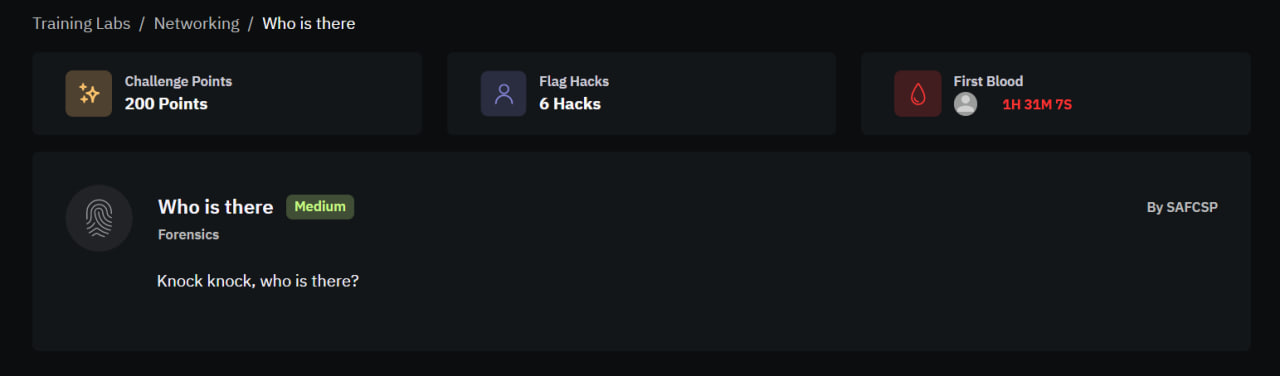 Training Labs / Networking / Who is there
Challenge Points
200 Points
Flag Hacks
6 Hacks
First Blood
1H 31M 7S
Who is there Medium
By SAFCSP
Forensics
Knock knock, who is there?